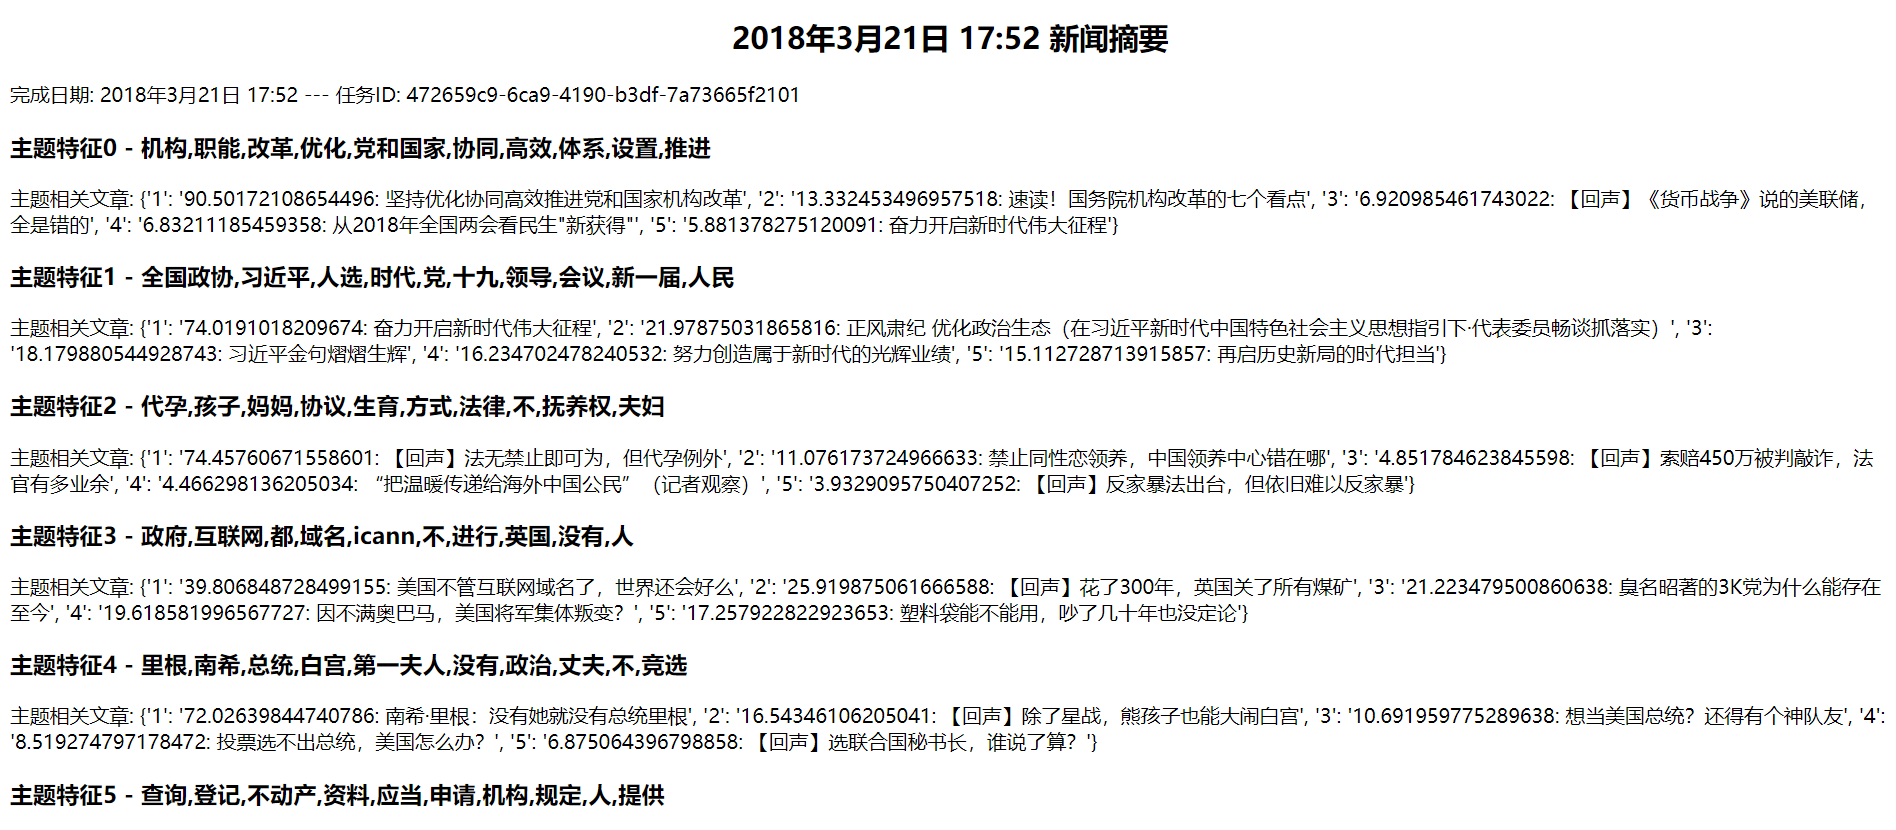 2018年3月21日 17:52 新闻摘要
完成日期: 2018年3月21日 17:52 --- 任务ID: 472659c9-6ca9-4190-b3df-7a73665f2101
主题特征0 - 机构,职能,改革,优化,党和国家,协同,高效,体系,设置,推进
主题相关文章: {'1': '90.50172108654496: 坚持优化协同高效推进党和国家机构改革', '2': '13.332453496957518: 速读！国务院机构改革的七个看点', '3': '6.920985461743022: 【回声】《货币战争》说的美联储，
全是错的', '4': '6.83211185459358: 从2018年全国两会看民生"新获得"', '5': '5.881378275120091: 奋力开启新时代伟大征程'}
主题特征1 - 全国政协,习近平,人选,时代,党,十九,领导,会议,新一届,人民
主题相关文章: {'1': '74.0191018209674: 奋力开启新时代伟大征程', '2': '21.97875031865816: 正风肃纪 优化政治生态（在习近平新时代中国特色社会主义思想指引下·代表委员畅谈抓落实）', '3':
'18.179880544928743: 习近平金句熠熠生辉', '4': '16.234702478240532: 努力创造属于新时代的光辉业绩', '5': '15.112728713915857: 再启历史新局的时代担当'}
主题特征2 - 代孕,孩子,妈妈,协议,生育,方式,法律,不,抚养权,夫妇
主题相关文章: {'1': '74.45760671558601: 【回声】法无禁止即可为，但代孕例外', '2': '11.076173724966633: 禁止同性恋领养，中国领养中心错在哪', '3': '4.851784623845598: 【回声】索赔450万被判敲诈，法
官有多业余', '4': '4.466298136205034: “把温暖传递给海外中国公民”（记者观察）', '5': '3.9329095750407252: 【回声】反家暴法出台，但依旧难以反家暴'}
主题特征3 - 政府,互联网,都,域名,icann,不,进行,英国,没有,人
主题相关文章: {'1': '39.806848728499155: 美国不管互联网域名了，世界还会好么', '2': '25.919875061666588: 【回声】花了300年，英国关了所有煤矿', '3': '21.223479500860638: 臭名昭著的3K党为什么能存在
至今', '4': '19.618581996567727: 因不满奥巴马，美国将军集体叛变？', '5': '17.257922822923653: 塑料袋能不能用，吵了几十年也没定论'}
主题特征4 - 里根,南希,总统,白宫,第一夫人,没有,政治,丈夫,不,竞选
主题相关文章: {'1': '72.02639844740786: 南希·里根：没有她就没有总统里根', '2': '16.54346106205041: 【回声】除了星战，熊孩子也能大闹白宫', '3': '10.691959775289638: 想当美国总统？还得有个神队友', '4':
'8.519274797178472: 投票选不出总统，美国怎么办？', '5': '6.875064396798858: 【回声】选联合国秘书长，谁说了算？'}
主题特征5 - 查询,登记,不动产,资料,应当,申请,机构,规定,人,提供